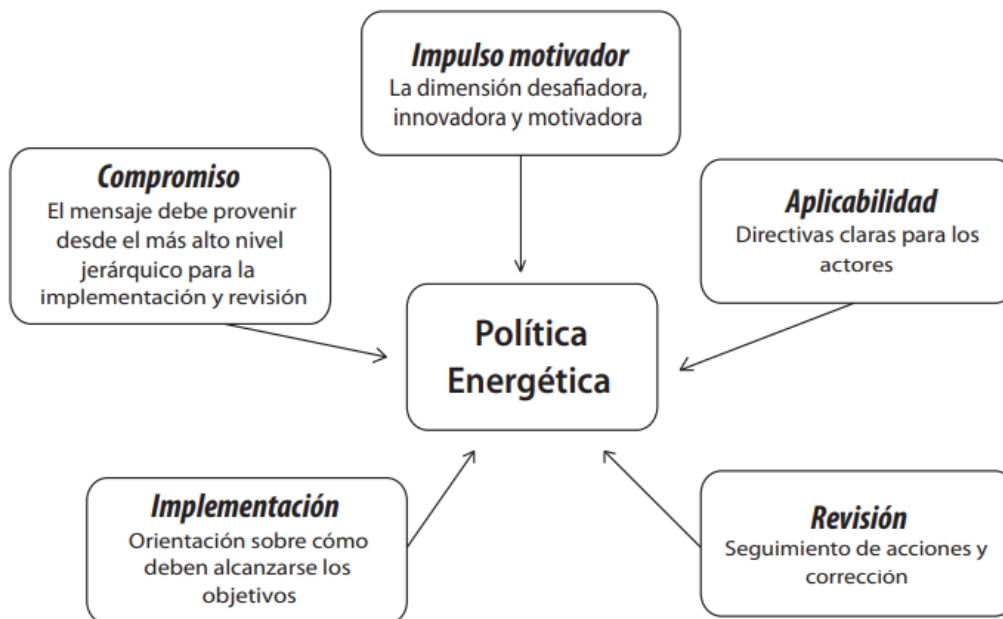 Impulso motivador
La dimensión desafiadora,
innovadora y motivadora
Compromiso
El mensaje debe provenir
desde el más alto nivel
jerárquico para la
implementación y revisión
Aplicabilidad
Directivas claras para los
actores
Política
Energética
Implementación
Orientación sobre cómo
deben alcanzarse los
objetivos
Revisión
Seguimiento de acciones y
corrección